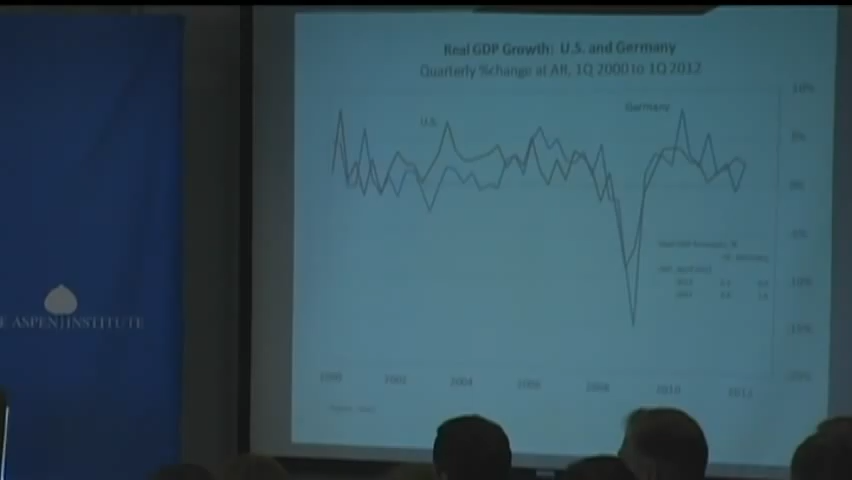 Real GDP Growth: U.S. and Germany
Quarterly %change at AR, 1Q 2000 to 1Q 2012
10%
Germany
U.S.
5%
0%
-5%
-10%
-15%
-20%
2000 2002 2004 2006 2008 2010 2012
E ASPEN INSTITUTE